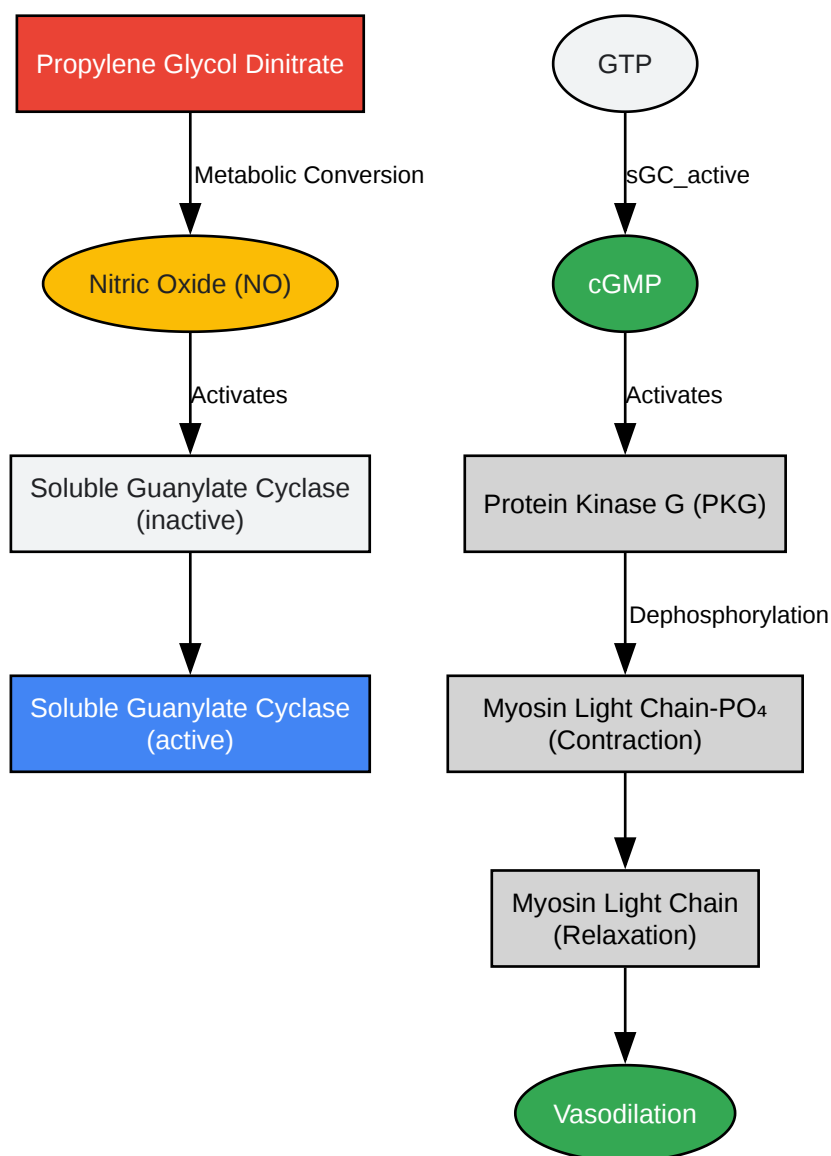 Propylene Glycol Dinitrate
Metabolic Conversion
Nitric Oxide (NO)
Activates
Soluble Guanylate Cyclase
(inactive)
Soluble Guanylate Cyclase
(active)
GTP
sGC_active
cGMP
Activates
Protein Kinase G (PKG)
Dephosphorylation
Myosin Light Chain-PO₄
(Contraction)
Myosin Light Chain
(Relaxation)
Vasodilation